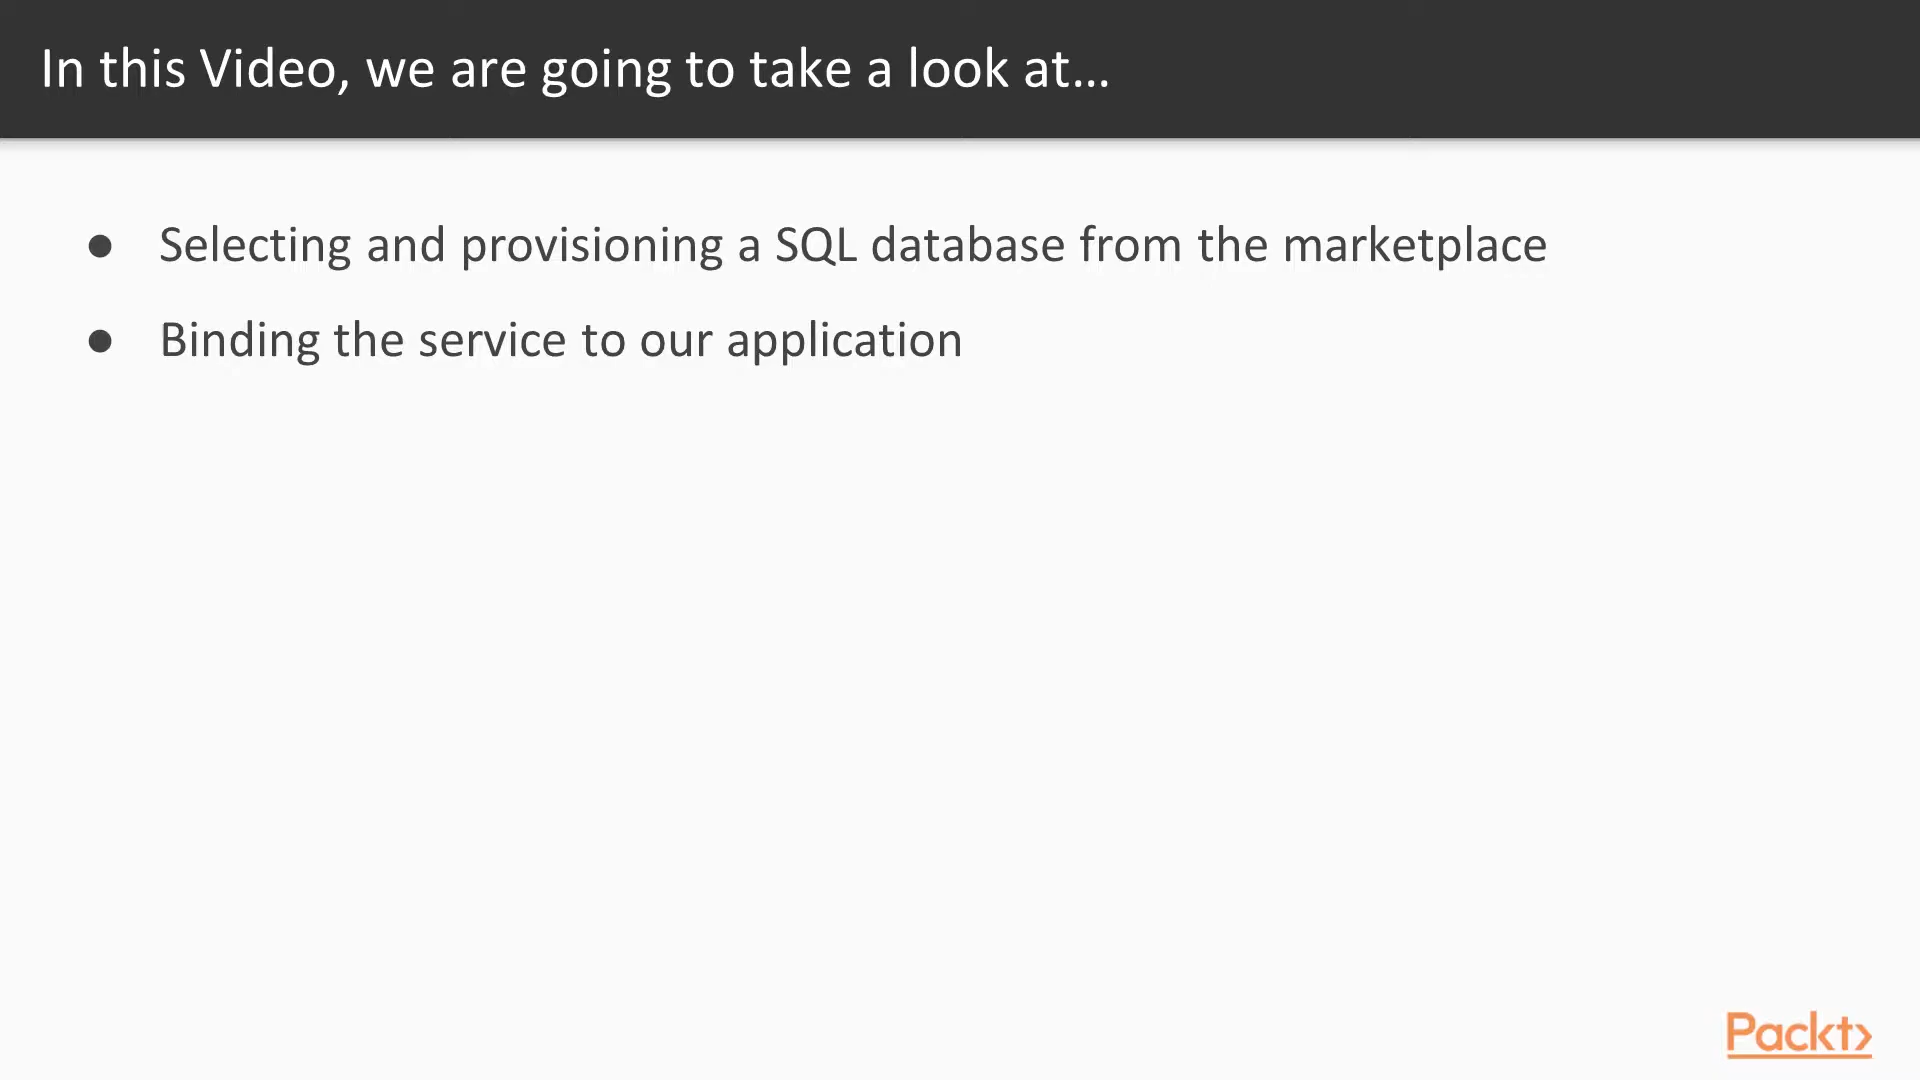 In this Video, we are going to take a look at...
● Selecting and provisioning a SQL database from the marketplace
● Binding the service to our application
Packt>